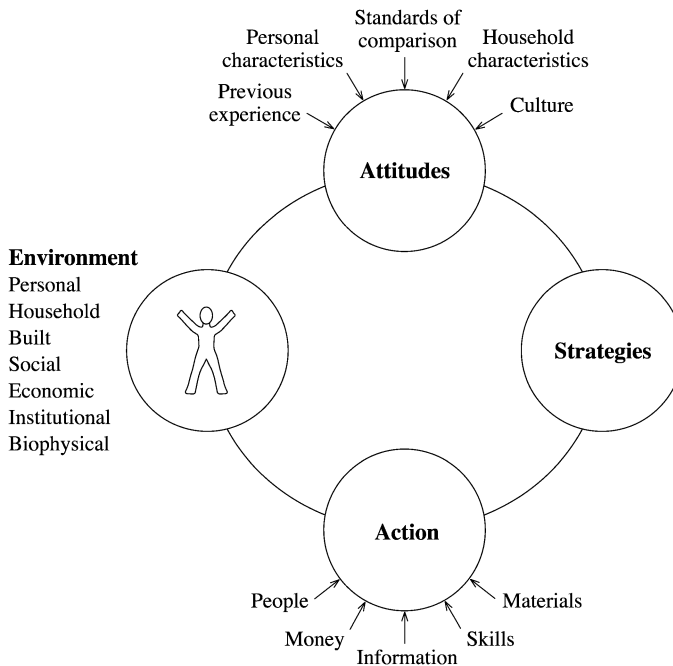 Standards of
comparison
Personal
characteristics
Household
characteristics
Previous
experience
Culture
Attitudes
Environment
Personal
Household
Built
Social
Economic
Institutional
Biophysical
Strategies
Action
People
Money
Information
Skills
Materials